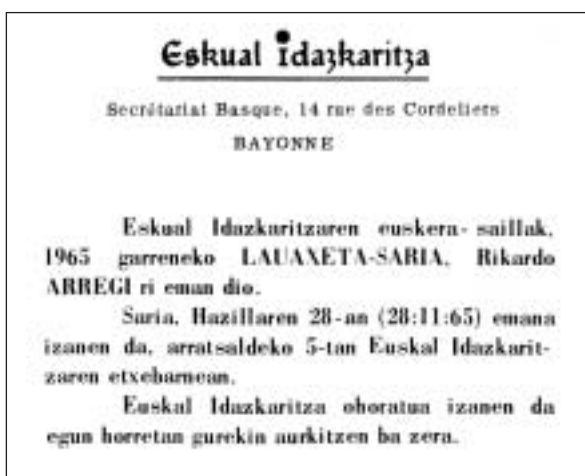 Eskual Idazkaritza
Secrétariat Basque, 14 rue des Cordeliers
BAYONNE
Eskual Idazkaritzaren euskera-saillak,
1965 garreneko LAUAXETA-SARIA, Rikardo
ARREGI ri eman dio.
Saria, Hazillaren 28-an (28:11:65) emana
izanen da, arratsaldeko 5-tan Euskal Idazkarit-
zaren etxebarnean.
Euskal Idazkaritza ohoratua izanen da
egun horretan gurekin aurkitzen ba zera.